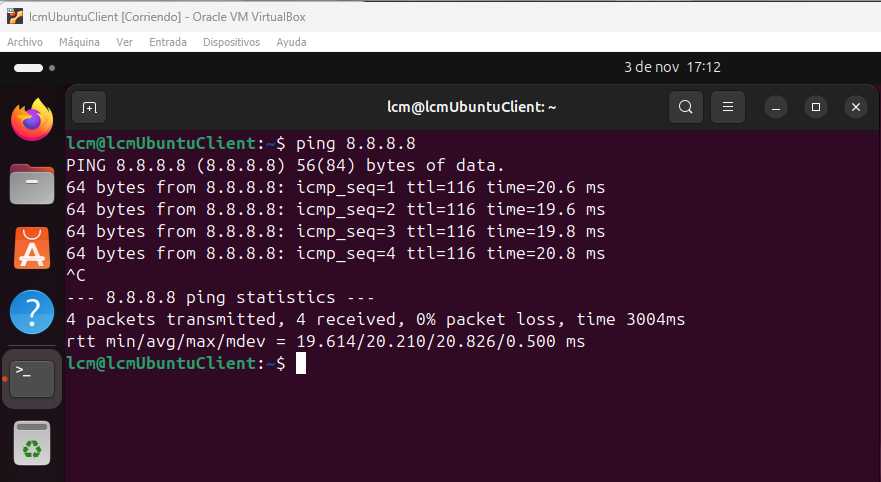 lcmUbuntuClient [Corriendo] - Oracle VM VirtualBox
Archivo Máquina Ver Entrada Dispositivos Ayuda
3 de nov 17:12
lcm@lcmUbuntuClient: ~
lcm@lcmUbuntuClient:~$ ping 8.8.8.8
PING 8.8.8.8 (8.8.8.8) 56(84) bytes of data.
64 bytes from 8.8.8.8: icmp_seq=1 ttl=116 time=20.6 ms
64 bytes from 8.8.8.8: icmp_seq=2 ttl=116 time=19.6 ms
64 bytes from 8.8.8.8: icmp_seq=3 ttl=116 time=19.8 ms
64 bytes from 8.8.8.8: icmp_seq=4 ttl=116 time=20.8 ms
^C
--- 8.8.8.8 ping statistics ---
4 packets transmitted, 4 received, 0% packet loss, time 3004ms
rtt min/avg/max/mdev = 19.614/20.210/20.826/0.500 ms
lcm@lcmUbuntuClient:~$